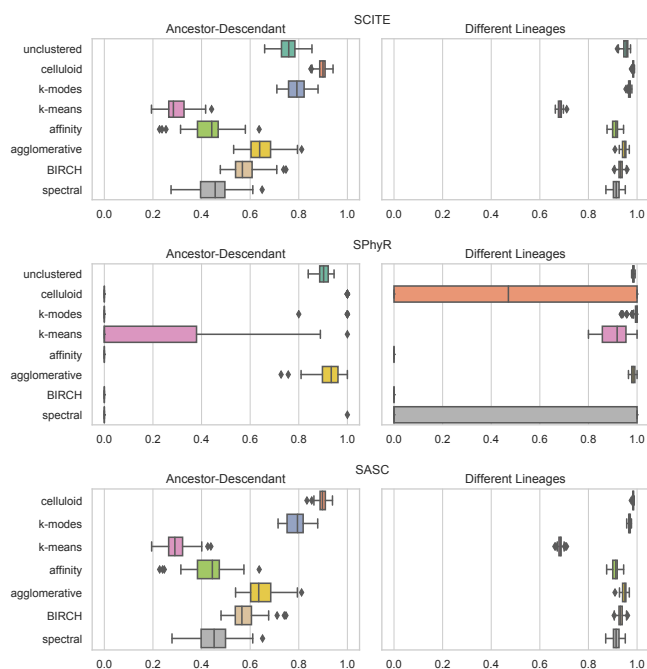 SCITE
Ancestor-Descendant Different Lineages
unclustered
celluloid
k-modes
k-means
affinity
agglomerative
BIRCH
spectral
0.0 0.2 0.4 0.6 0.8 1.0 0.0 0.2 0.4 0.6 0.8 1.0
SPhyR
Ancestor-Descendant Different Lineages
unclustered
celluloid
k-modes
k-means
affinity
agglomerative
BIRCH
spectral
0.0 0.2 0.4 0.6 0.8 1.0 0.0 0.2 0.4 0.6 0.8 1.0
SASC
Ancestor-Descendant Different Lineages
celluloid
k-modes
k-means
affinity
agglomerative
BIRCH
spectral
0.0 0.2 0.4 0.6 0.8 1.0 0.0 0.2 0.4 0.6 0.8 1.0